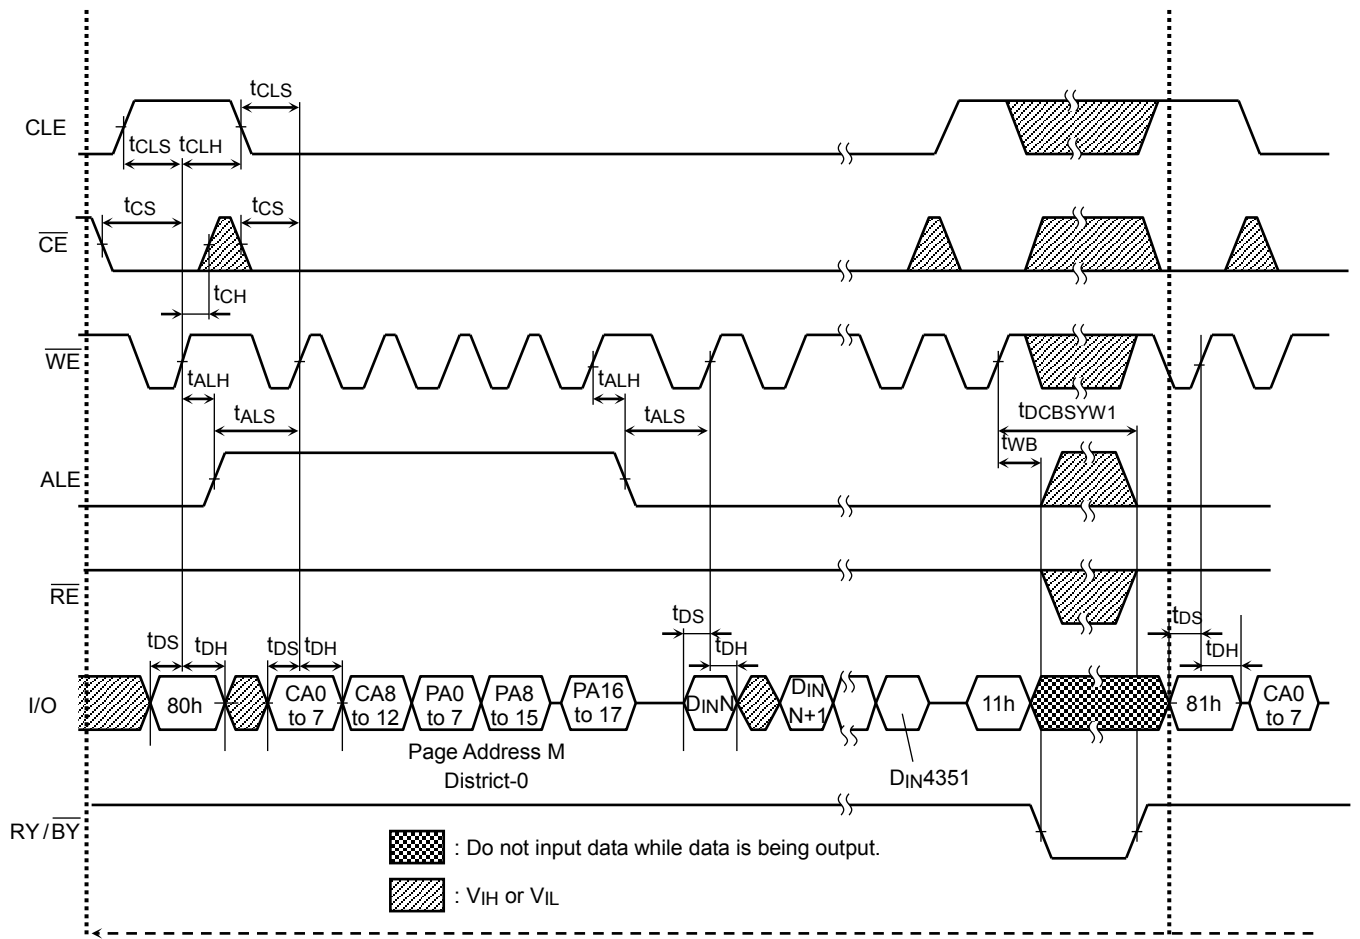 tCLS
CLE
tCLS tCLH
tCS tCS
CE
tCH
WE
tALH tALH
tALS tALS tDCBSYW1
tWB
ALE
RE
tDS tDH tDS tDH tDS tDH tDS tDH
I/O
80h
CA0 to 7
CA8 to 12
PA0 to 7
PA8 to 15
PA16 to 17
DINN
DIN N+1
11h
81h
CA0 to 7
Page Address M
District-0
DIN4351
RY/BY
: Do not input data while data is being output.
: VIH or VIL